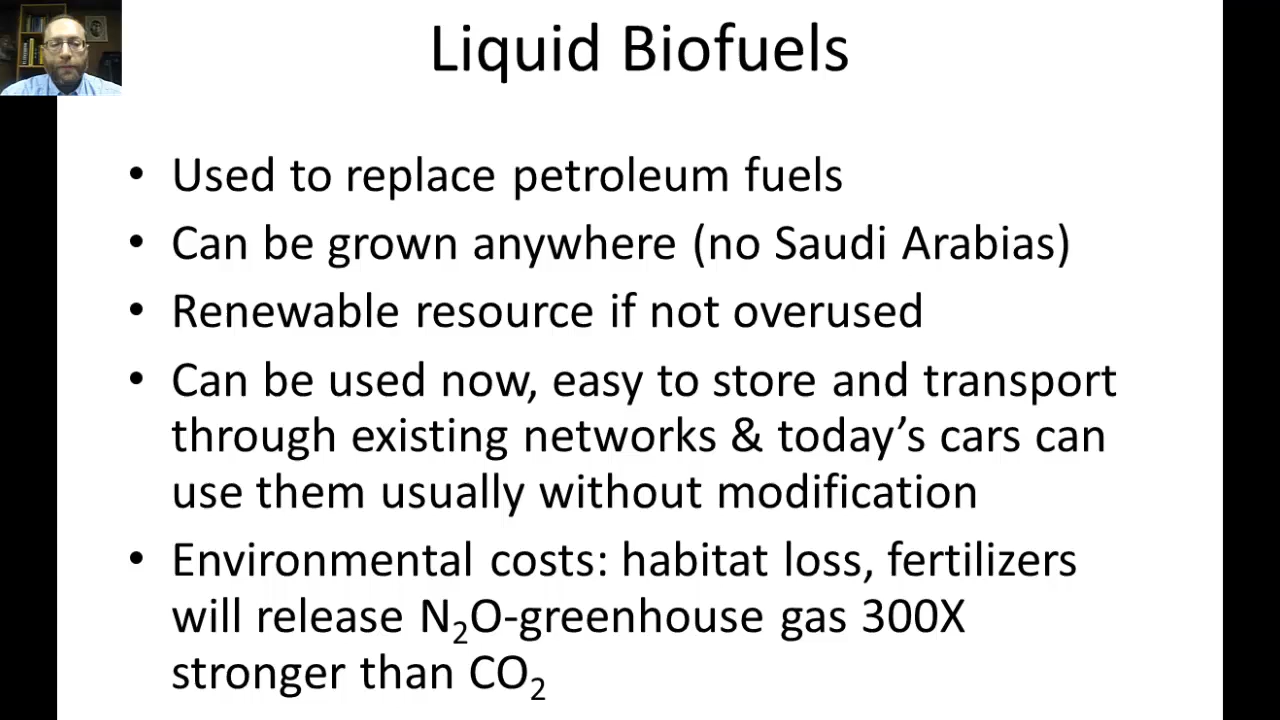 Liquid Biofuels
• Used to replace petroleum fuels
• Can be grown anywhere (no Saudi Arabias)
• Renewable resource if not overused
• Can be used now, easy to store and transport
through existing networks & today’s cars can
use them usually without modification
• Environmental costs: habitat loss, fertilizers
will release N₂O-greenhouse gas 300X
stronger than CO₂